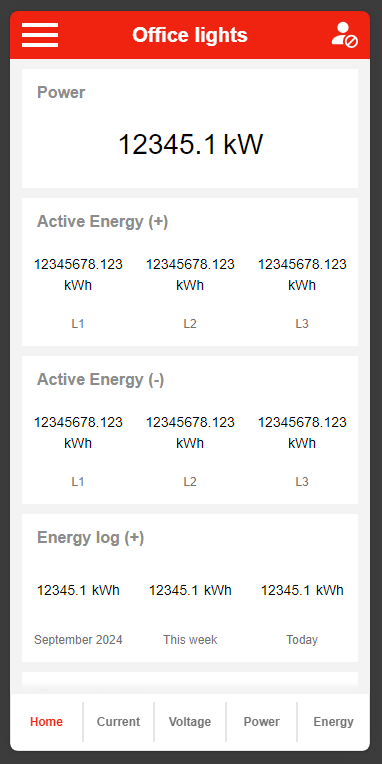 Office lights
Power
12345.1 kW
Active Energy (+)
12345678.123 12345678.123 12345678.123
kWh kWh kWh
L1 L2 L3
Active Energy (-)
12345678.123 12345678.123 12345678.123
kWh kWh kWh
L1 L2 L3
Energy log (+)
12345.1 kWh 12345.1 kWh 12345.1 kWh
September 2024 This week Today
Home Current Voltage Power Energy